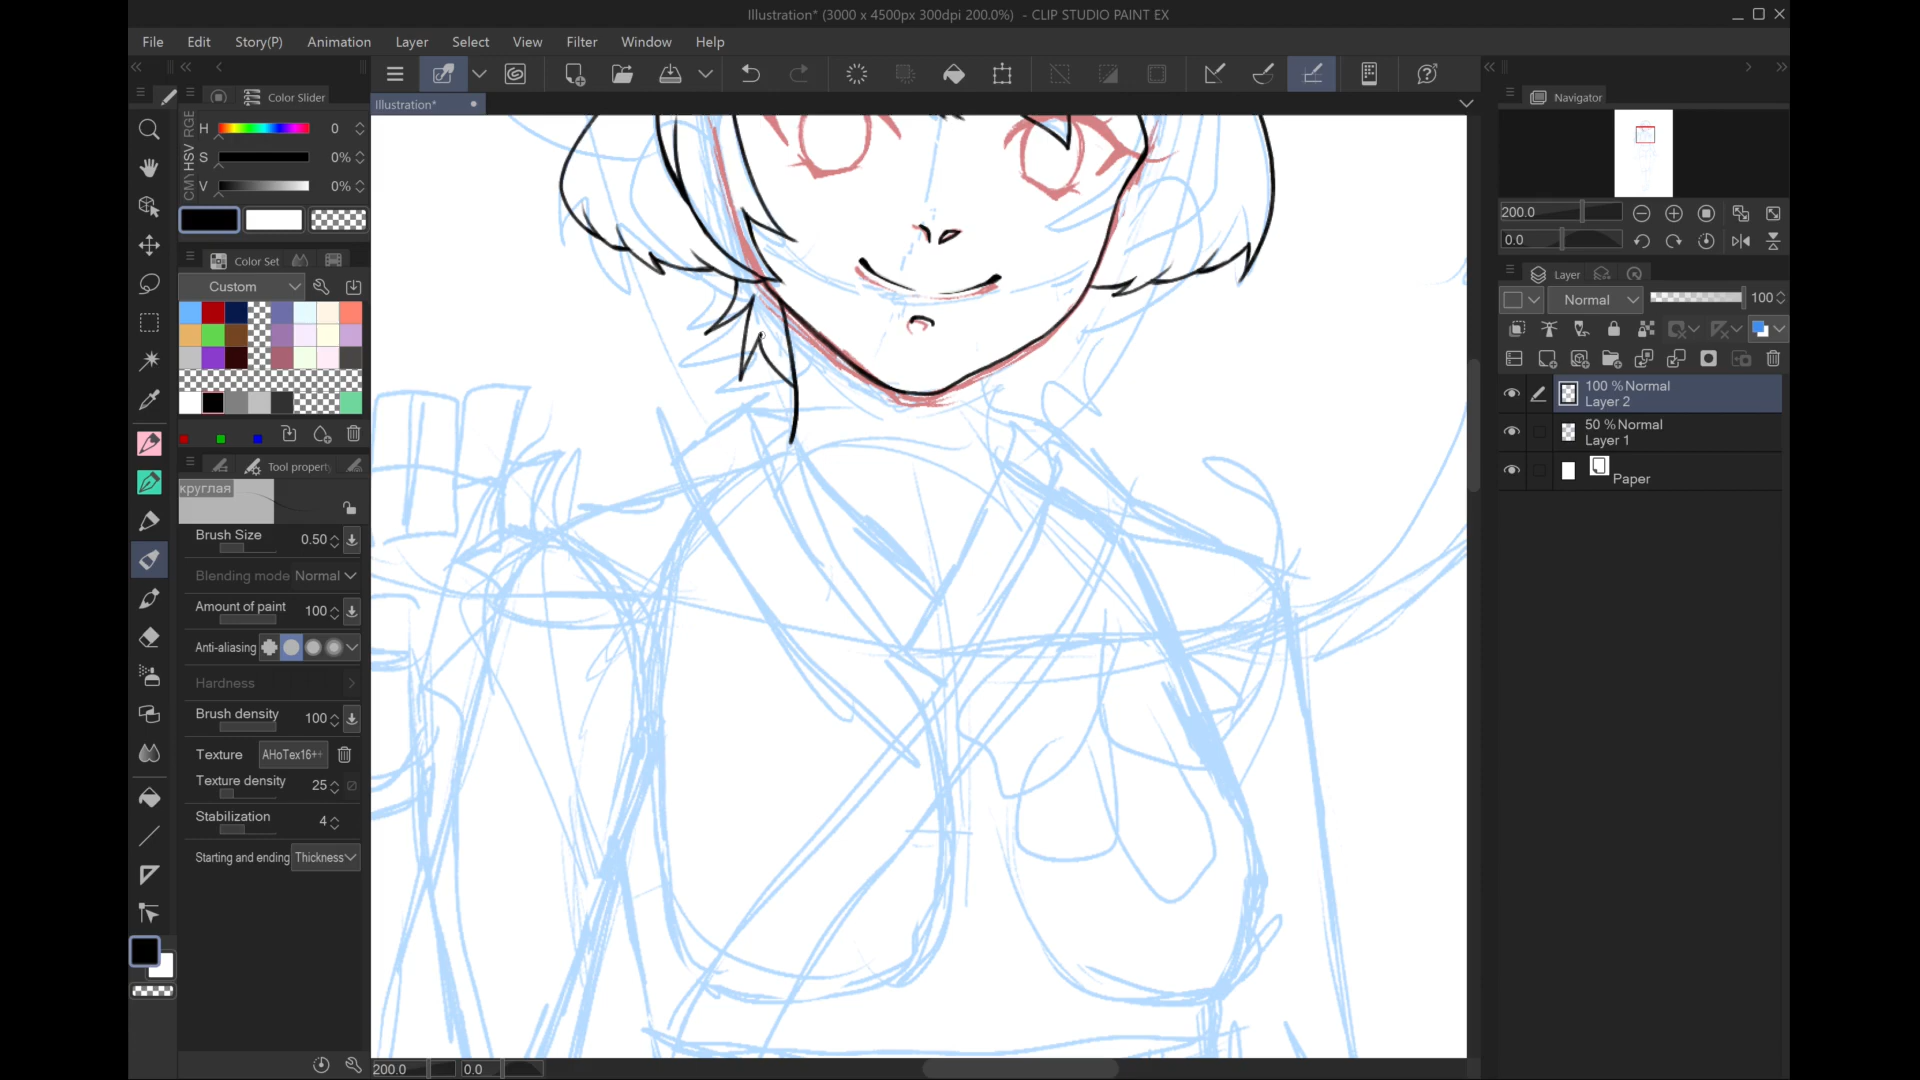 Illustration* (3000 x 4500px 300dpi 200.0%) - CLIP STUDIO PAINT EX
File Edit Story(P) Animation Layer Select View Filter Window Help
Illustration*
Color Slider
H 0
S 0%
V 0%
HSV
Color Set
Custom
Tool property
круглая
Brush Size 0.50
Blending mode Normal
Amount of paint 100
Anti-aliasing
Hardness
Brush density 100
Texture AHoTex16++
Texture density 25
Stabilization 4
Starting and ending Thickness
200.0 0.0
Navigator
200.0
0.0
Layer
Normal 100
100 % Normal
Layer 2
50 % Normal
Layer 1
Paper